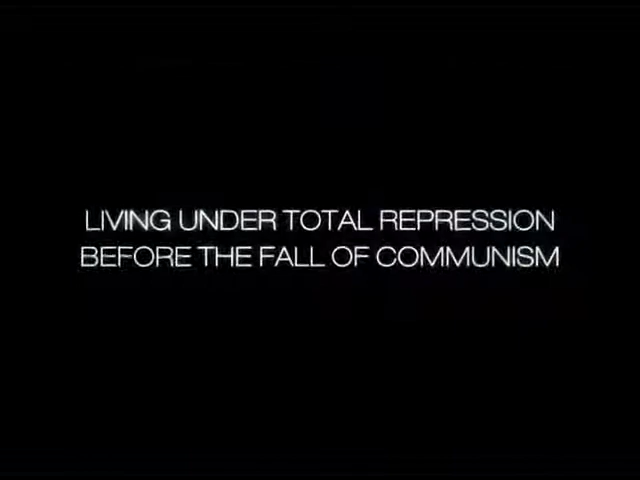 LIVING UNDER TOTAL REPRESSION
BEFORE THE FALL OF COMMUNISM